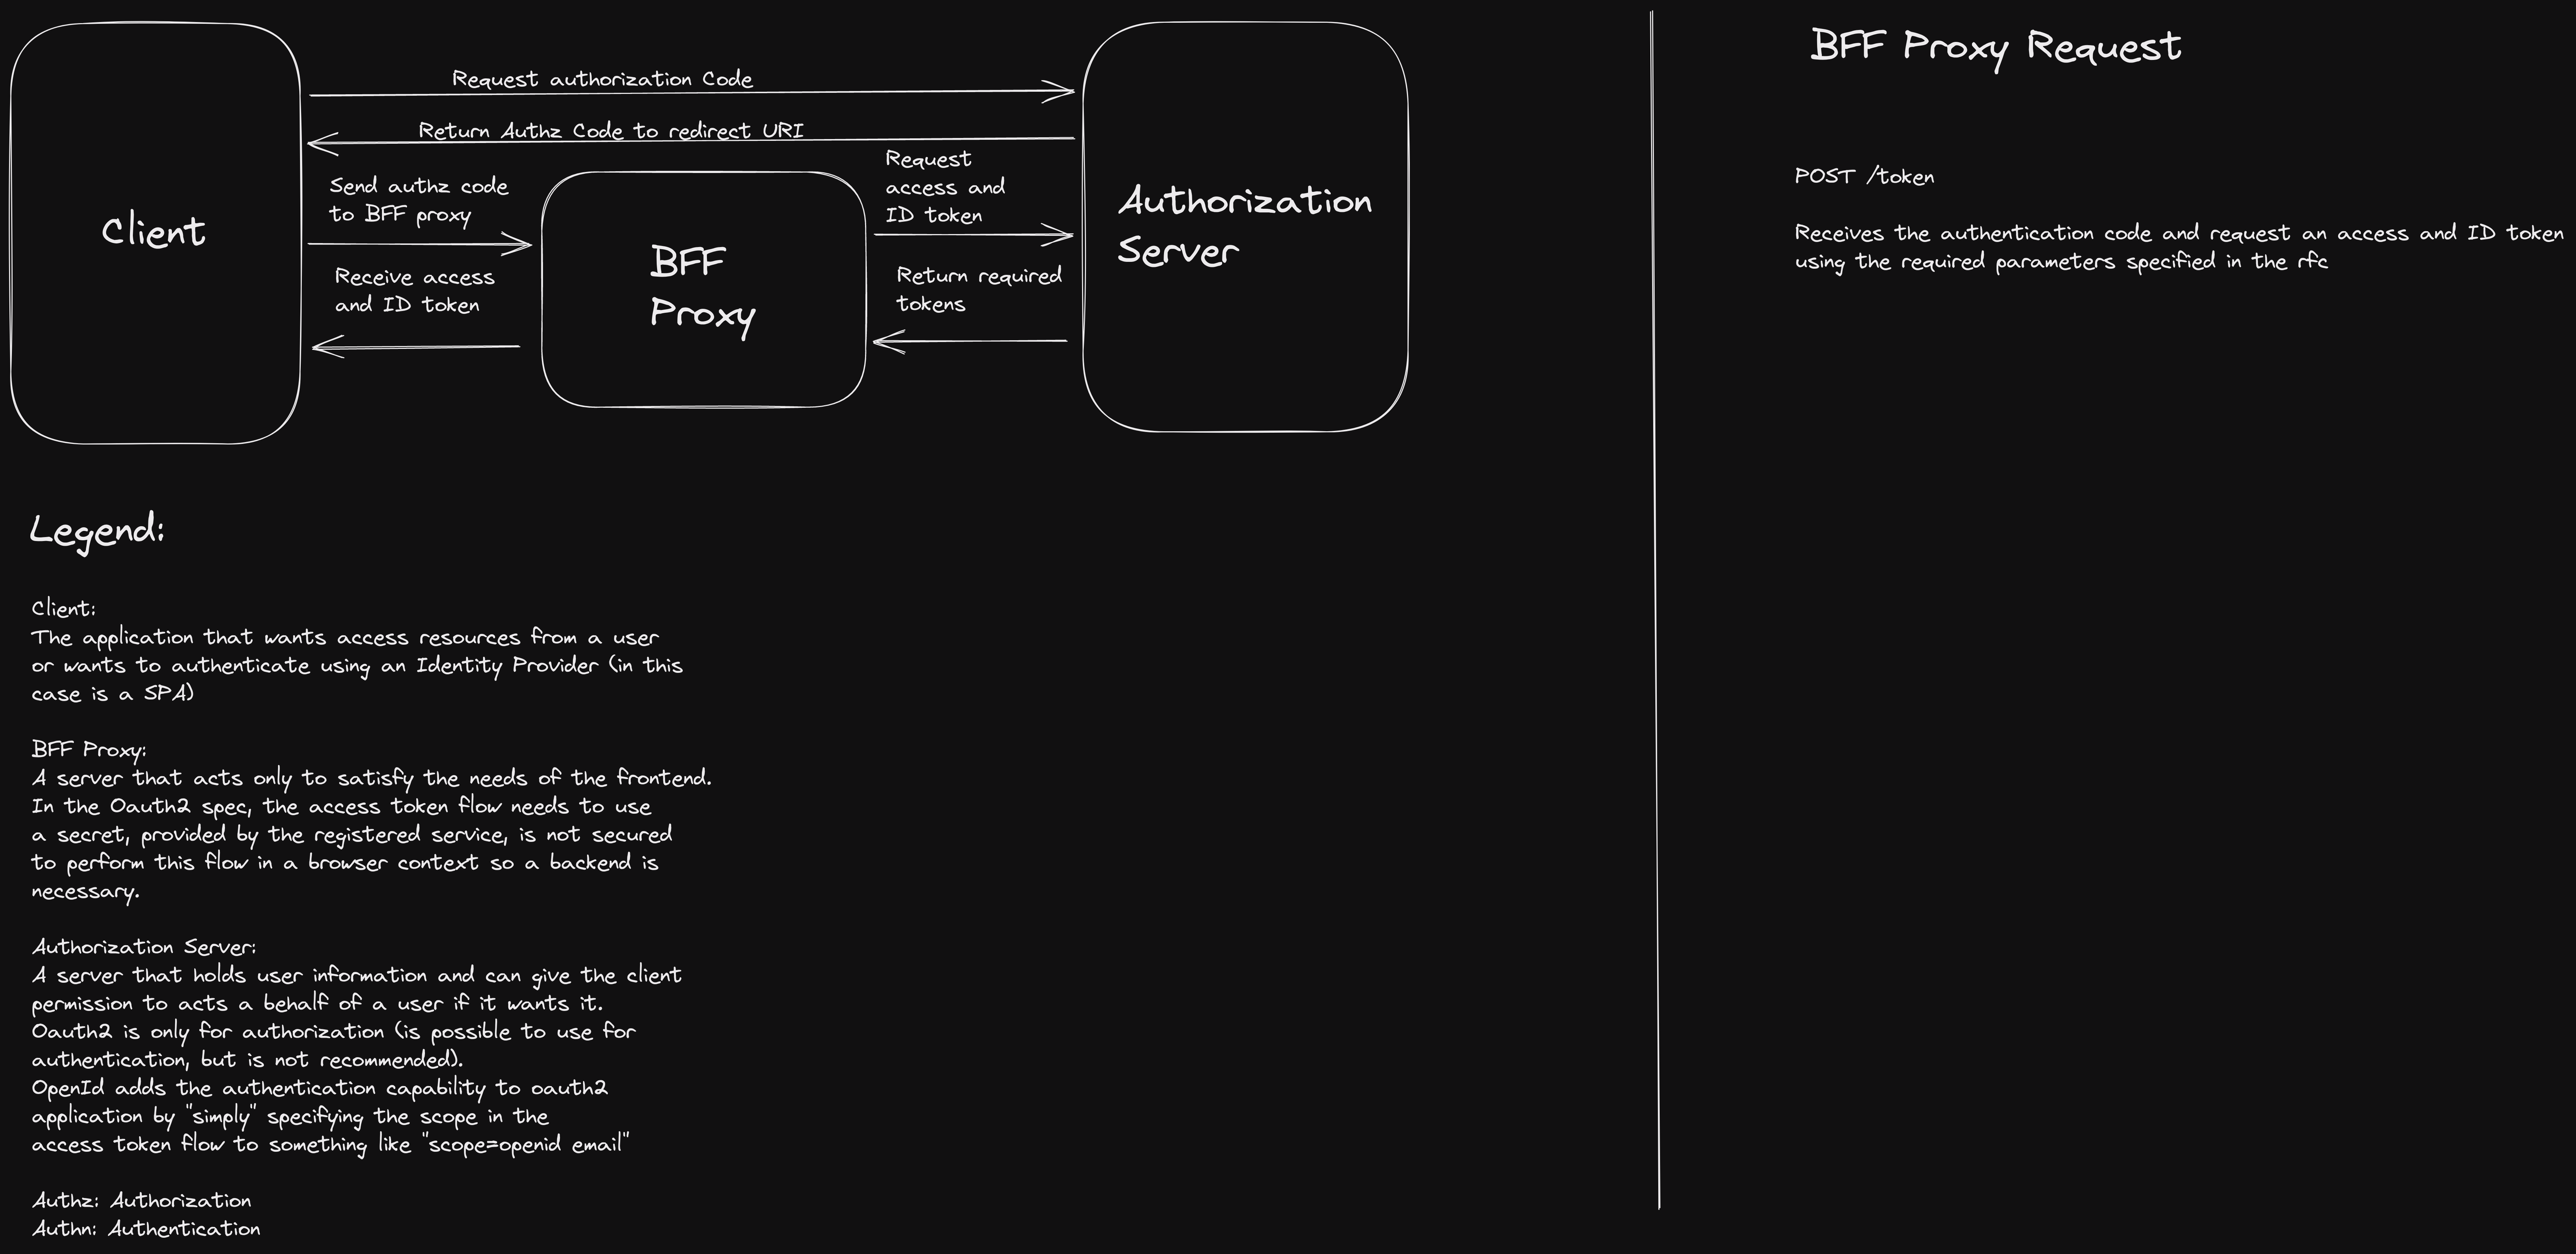 Client
Request authorization Code
Return Authz Code to redirect URI
Send authz code
to BFF proxy
Receive access
and ID token
BFF
Proxy
Request
access and
ID token
Return required
tokens
Authorization
Server
Legend:
Client:
The application that wants access resources from a user
or wants to authenticate using an Identity Provider (in this
case is a SPA)
BFF Proxy:
A server that acts only to satisfy the needs of the frontend.
In the Oauth2 spec, the access token flow needs to use
a secret, provided by the registered service, is not secured
to perform this flow in a browser context so a backend is
necessary.
Authorization Server:
A server that holds user information and can give the client
permission to acts a behalf of a user if it wants it.
Oauth2 is only for authorization (is possible to use for
authentication, but is not recommended).
OpenId adds the authentication capability to oauth2
application by "simply" specifying the scope in the
access token flow to something like "scope=openid email"
Authz: Authorization
Authn: Authentication
BFF Proxy Request
POST /token
Receives the authentication code and request an access and ID token
using the required parameters specified in the rfc